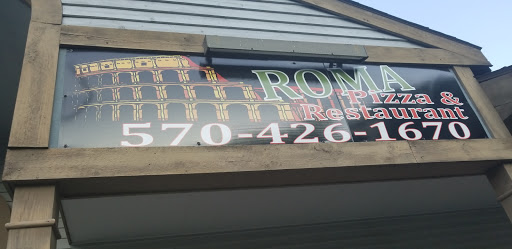 ROMA
Pizza &
Restaurant
570-426-1670